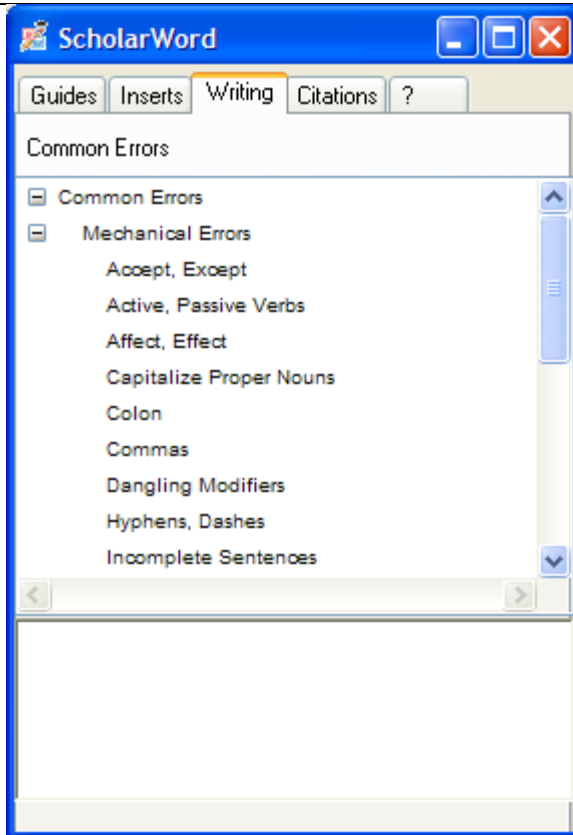 ScholarWord
Guides Inserts Writing Citations ?
Common Errors
Common Errors
Mechanical Errors
Accept, Except
Active, Passive Verbs
Affect, Effect
Capitalize Proper Nouns
Colon
Commas
Dangling Modifiers
Hyphens, Dashes
Incomplete Sentences